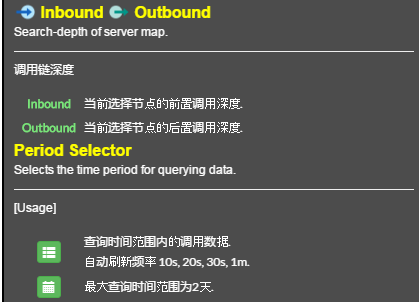 Inbound Outbound
Search-depth of server map.
调用链深度
Inbound 当前选择节点的前置调用深度.
Outbound 当前选择节点的后置调用深度.
Period Selector
Selects the time period for querying data.
[Usage]
查询时间范围内的调用数据.
自动刷新频率 10s, 20s, 30s, 1m.
最大查询时间范围为2天.